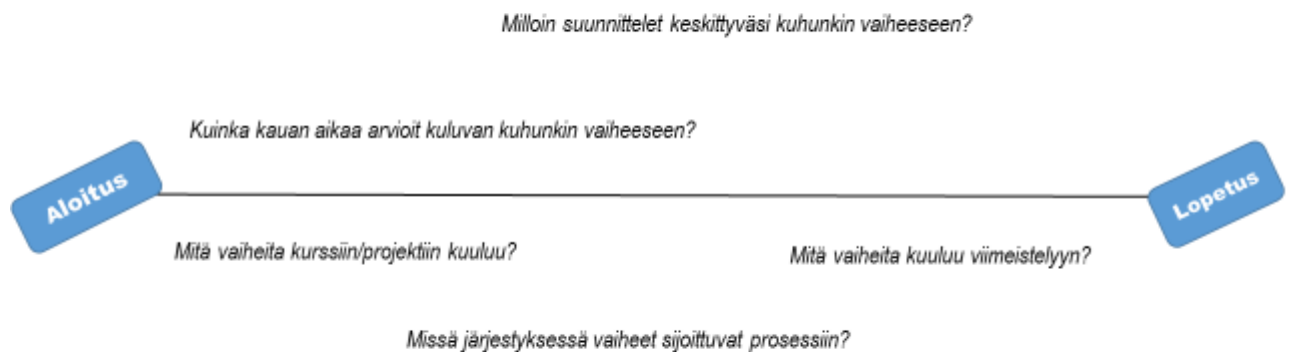 Milloin suunnittelet keskittyväsi kuhunkin vaiheeseen?
Kuinka kauan aikaa arvioit kuluvan kuhunkin vaiheeseen?
Aloitus
Lopetus
Mitä vaiheita kurssiin/projektiin kuuluu?
Mitä vaiheita kuuluu viimeistelyyn?
Missä järjestyksessä vaiheet sijoittuvat prosessiin?